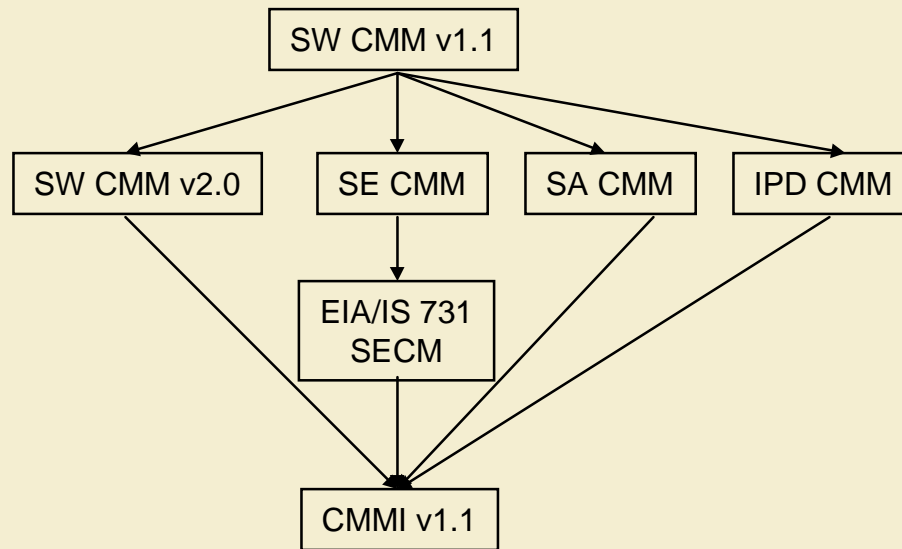 SW CMM v1.1
SW CMM v2.0
SE CMM
SA CMM
IPD CMM
EIA/IS 731
SECM
CMMI v1.1